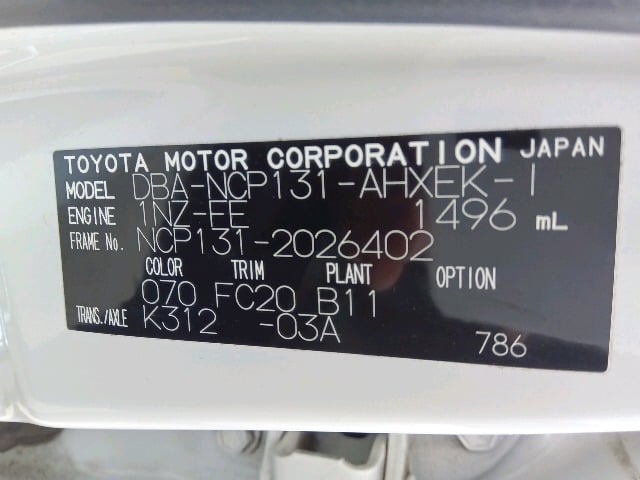 TOYOTA MOTOR CORPORATION JAPAN
MODEL DBA-NCP131-AHXEK-I
ENGINE 1NZ-FE 1496 mL
FRAME No. NCP131-2026402
COLOR TRIM PLANT OPTION
070 FC20 B11
TRANS./AXLE K312 -03A
786